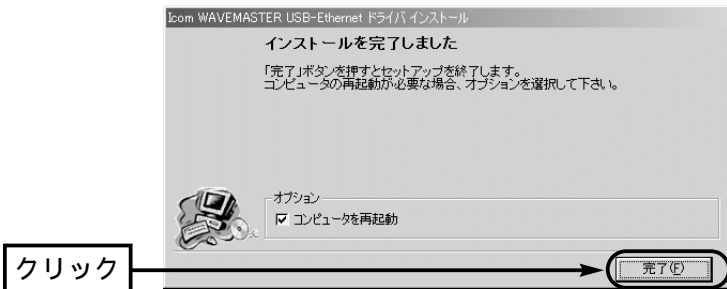 Icom WAVEMASTER USB-Ethernet ドライバ インストール
インストールを完了しました
「完了」ボタンを押すとセットアップを終了します。
コンピュータの再起動が必要な場合、オプションを選択して下さい。
オプション
コンピュータを再起動
クリック
完了(F)